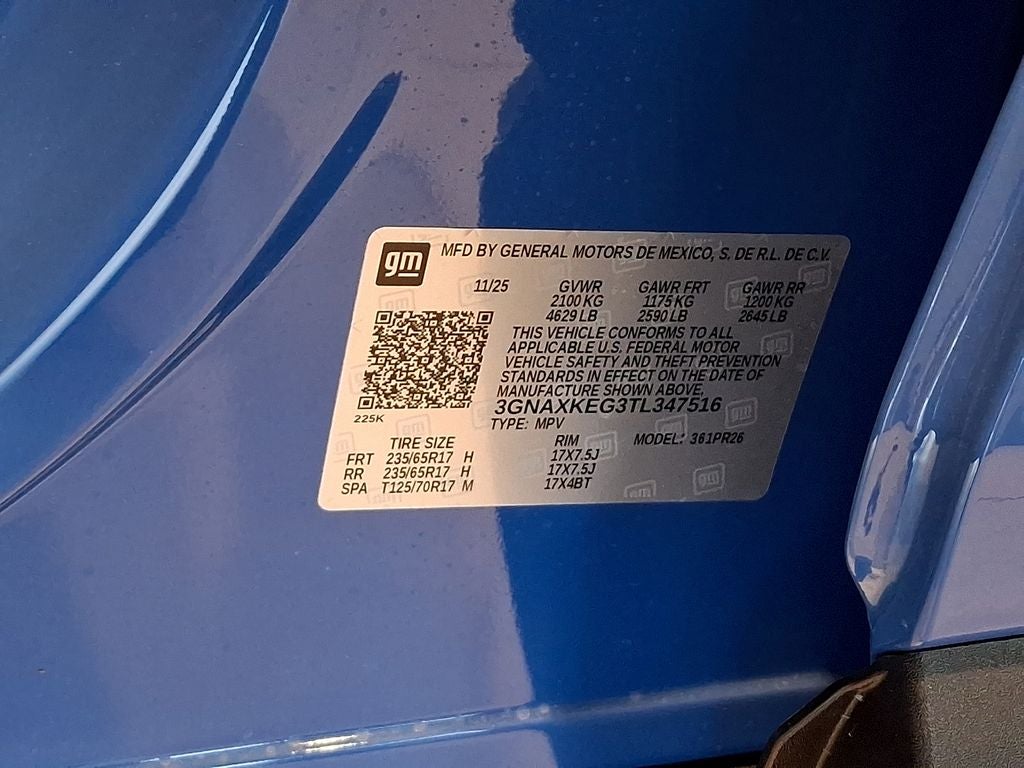 gm MFD BY GENERAL MOTORS DE MEXICO, S. DE R.L. DE C.V.
11/25 GVWR GAWR FRT GAWR RR
2100 KG 1175 KG 1200 KG
4629 LB 2590 LB 2645 LB
THIS VEHICLE CONFORMS TO ALL
APPLICABLE U.S. FEDERAL MOTOR
VEHICLE SAFETY AND THEFT PREVENTION
STANDARDS IN EFFECT ON THE DATE OF
MANUFACTURE SHOWN ABOVE.
3GNAXKEG3TL347516
225K
TYPE: MPV
TIRE SIZE RIM MODEL: 361PR26
FRT 235/65R17 H 17X7.5J
RR 235/65R17 H 17X7.5J
SPA T125/70R17 M 17X4BT